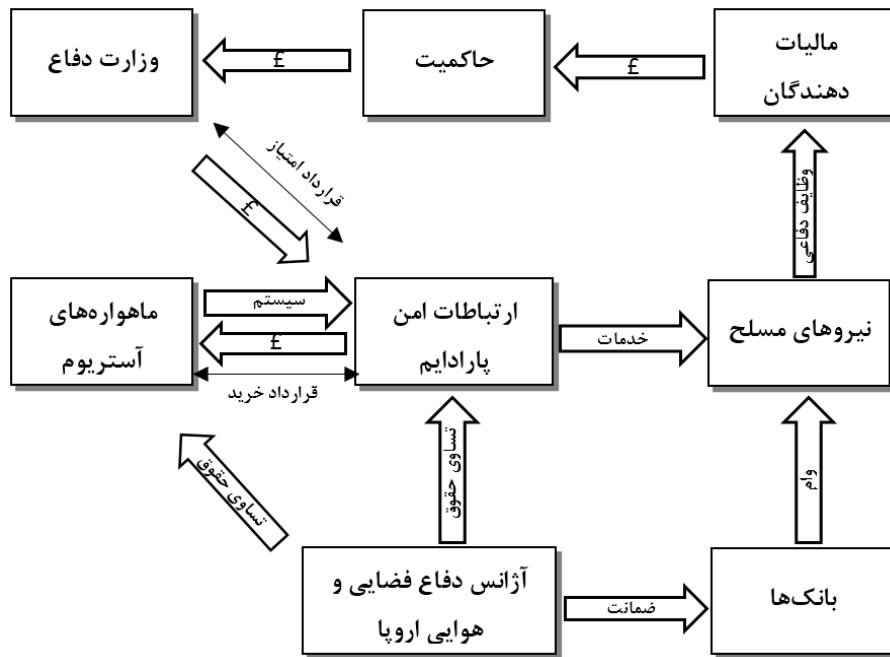 مالیات
دهندگان
£
حاکمیت
£
وزارت دفاع
قرارداد امتیاز
£
وظایف دفاعی
نیروهای مسلح
خدمات
ارتباطات امن
پارادایم
سیستم
£
قرارداد خرید
ماهواره‌های
آستریوم
وام
تساوی حقوق
تساوی حقوق
بانک‌ها
ضمانت
آژانس دفاع فضایی و
هوایی اروپا